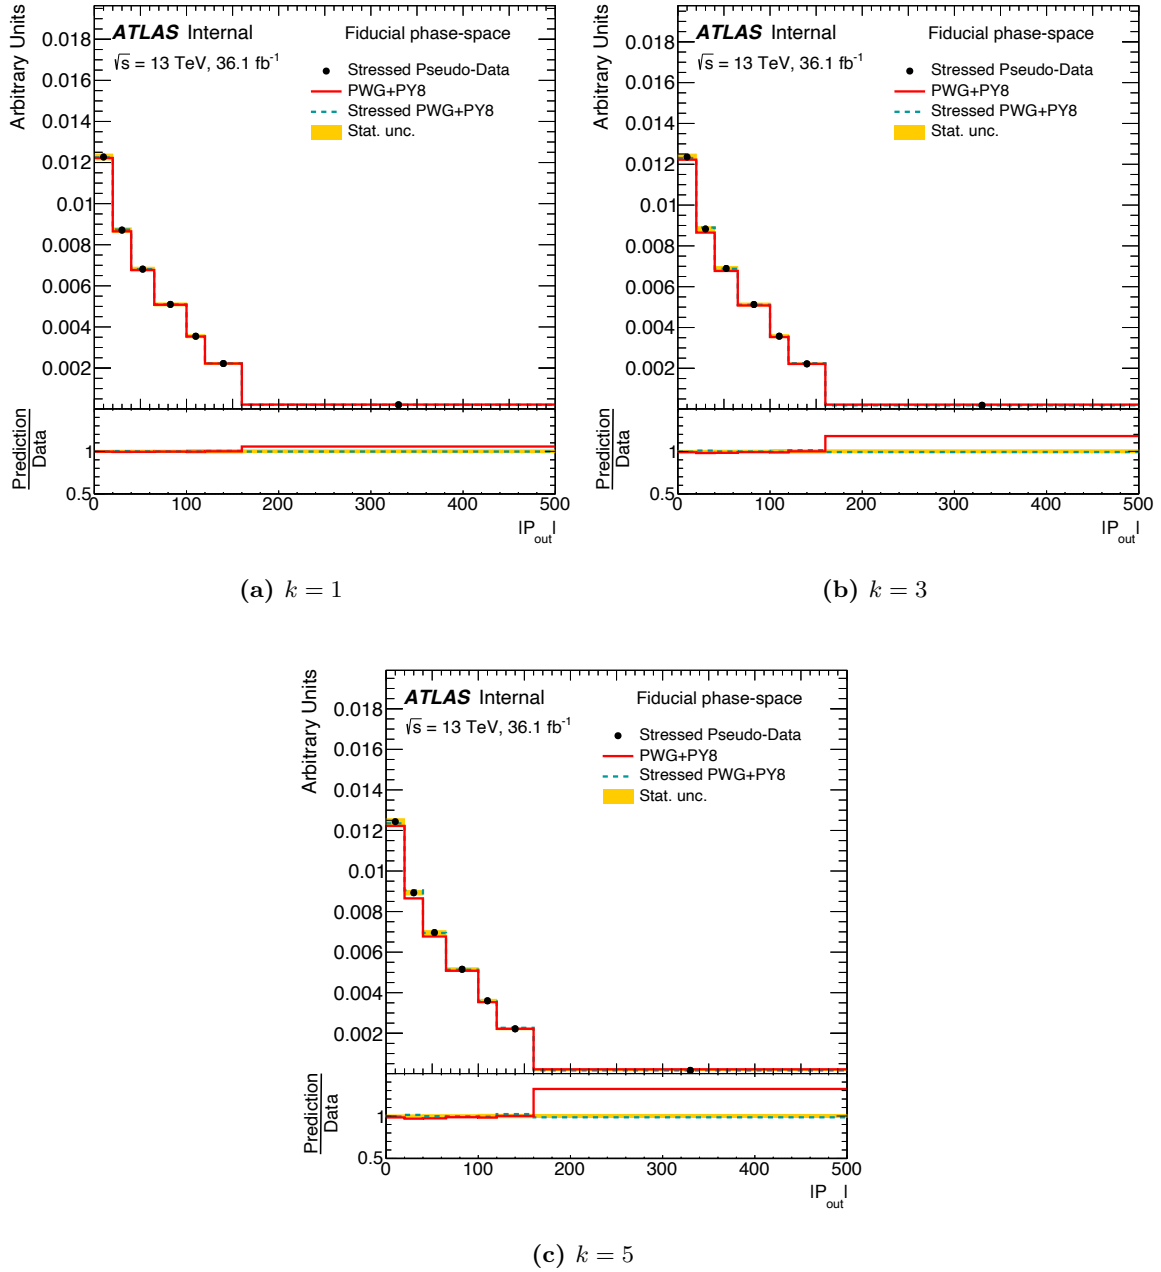 Arbitrary Units
ATLAS Internal
Fiducial phase-space
√s = 13 TeV, 36.1 fb-1
Stressed Pseudo-Data
PWG+PY8
Stressed PWG+PY8
Stat. unc.
0.018
0.016
0.014
0.012
0.01
0.008
0.006
0.004
0.002
Prediction
Data
1
0.5
0 100 200 300 400 500
|Pout|
(a) k = 1
Arbitrary Units
ATLAS Internal
Fiducial phase-space
√s = 13 TeV, 36.1 fb-1
Stressed Pseudo-Data
PWG+PY8
Stressed PWG+PY8
Stat. unc.
0.018
0.016
0.014
0.012
0.01
0.008
0.006
0.004
0.002
Prediction
Data
1
0.5
0 100 200 300 400 500
|Pout|
(b) k = 3
Arbitrary Units
ATLAS Internal
Fiducial phase-space
√s = 13 TeV, 36.1 fb-1
Stressed Pseudo-Data
PWG+PY8
Stressed PWG+PY8
Stat. unc.
0.018
0.016
0.014
0.012
0.01
0.008
0.006
0.004
0.002
Prediction
Data
1
0.5
0 100 200 300 400 500
|Pout|
(c) k = 5